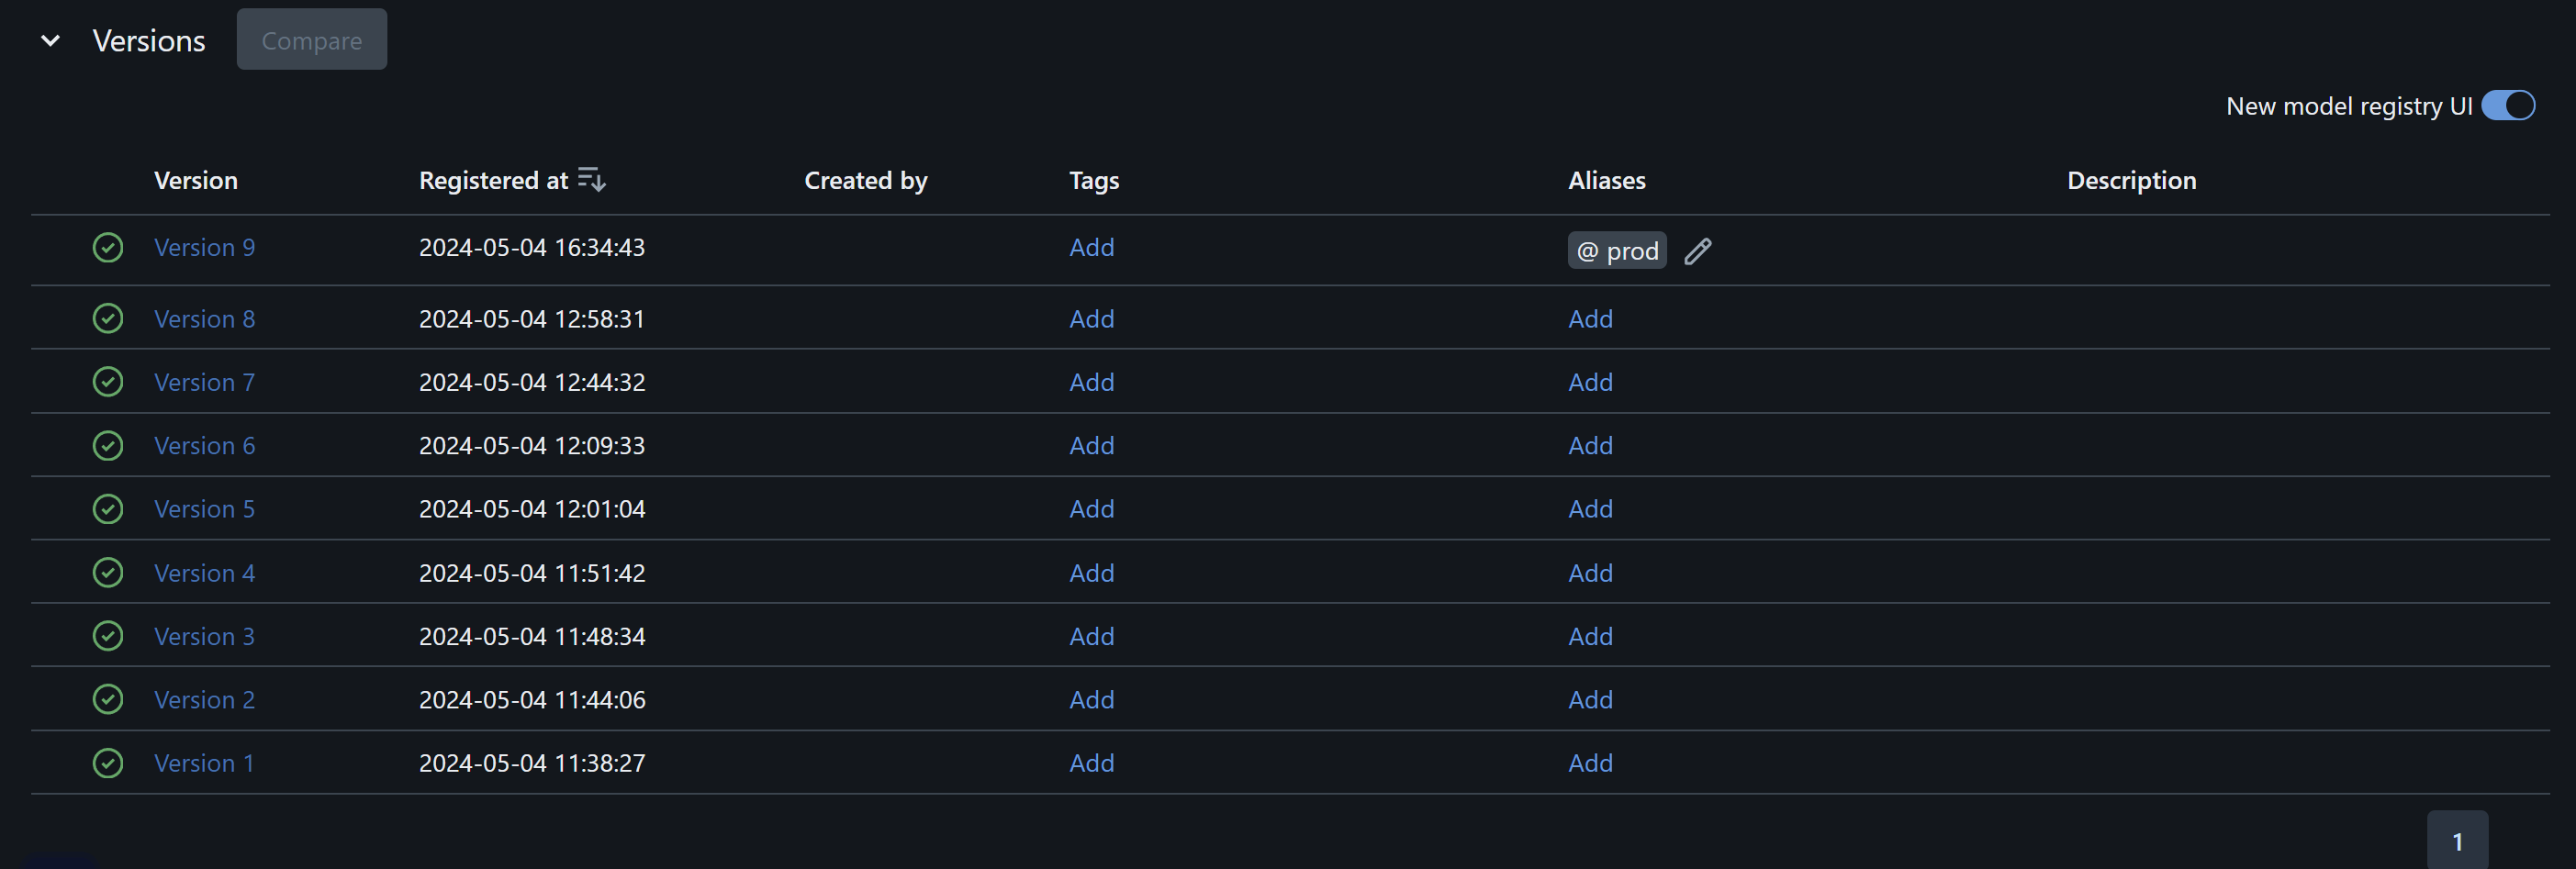 Versions Compare
New model registry UI
Version Registered at Created by Tags Aliases Description
Version 9 2024-05-04 16:34:43 Add @ prod
Version 8 2024-05-04 12:58:31 Add Add
Version 7 2024-05-04 12:44:32 Add Add
Version 6 2024-05-04 12:09:33 Add Add
Version 5 2024-05-04 12:01:04 Add Add
Version 4 2024-05-04 11:51:42 Add Add
Version 3 2024-05-04 11:48:34 Add Add
Version 2 2024-05-04 11:44:06 Add Add
Version 1 2024-05-04 11:38:27 Add Add
1